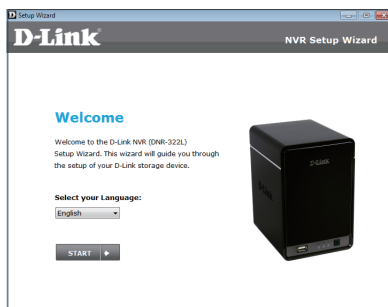 Setup Wizard
D-Link
NVR Setup Wizard
Welcome
Welcome to the D-Link NVR (DNR-322L)
Setup Wizard. This wizard will guide you through
the setup of your D-Link storage device.
Select your Language:
English
START
D-Link
D-Link